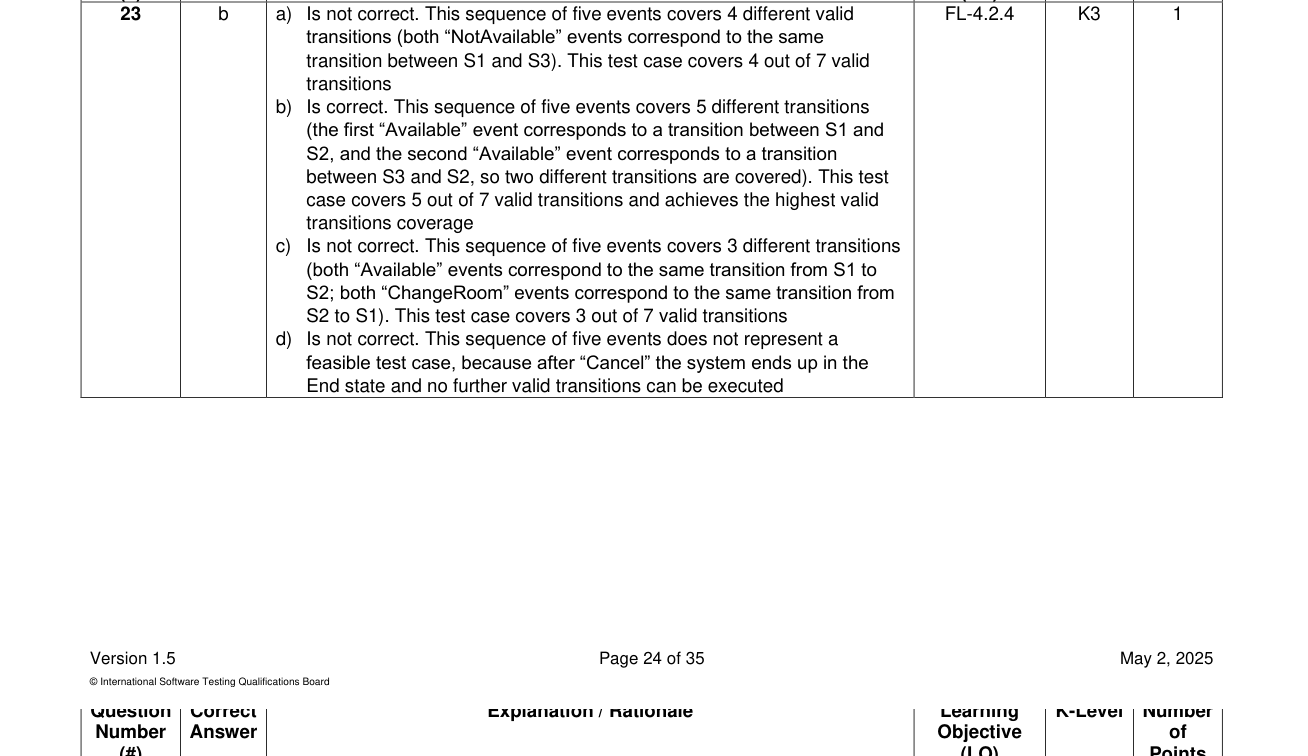 23 b a) Is not correct. This sequence of five events covers 4 different valid FL-4.2.4 K3 1
transitions (both “NotAvailable” events correspond to the same
transition between S1 and S3). This test case covers 4 out of 7 valid
transitions
b) Is correct. This sequence of five events covers 5 different transitions
(the first “Available” event corresponds to a transition between S1 and
S2, and the second “Available” event corresponds to a transition
between S3 and S2, so two different transitions are covered). This test
case covers 5 out of 7 valid transitions and achieves the highest valid
transitions coverage
c) Is not correct. This sequence of five events covers 3 different transitions
(both “Available” events correspond to the same transition from S1 to
S2; both “ChangeRoom” events correspond to the same transition from
S2 to S1). This test case covers 3 out of 7 valid transitions
d) Is not correct. This sequence of five events does not represent a
feasible test case, because after “Cancel” the system ends up in the
End state and no further valid transitions can be executed
Version 1.5 Page 24 of 35 May 2, 2025
© International Software Testing Qualifications Board
Question Correct Explanation / Rationale Learning K-Level Number
Number Answer Objective of
(#) (LO) Points